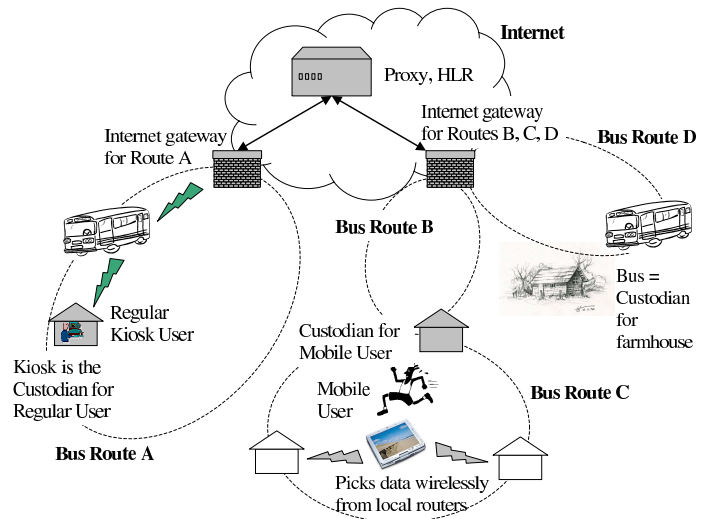 Internet
Proxy, HLR
Internet gateway
for Route A
Internet gateway
for Routes B, C, D
Bus Route D
Bus Route B
Bus =
Custodian
for
farmhouse
Regular
Kiosk User
Kiosk is the
Custodian for
Regular User
Bus Route A
Custodian for
Mobile User
Mobile
User
Bus Route C
Picks data wirelessly
from local routers